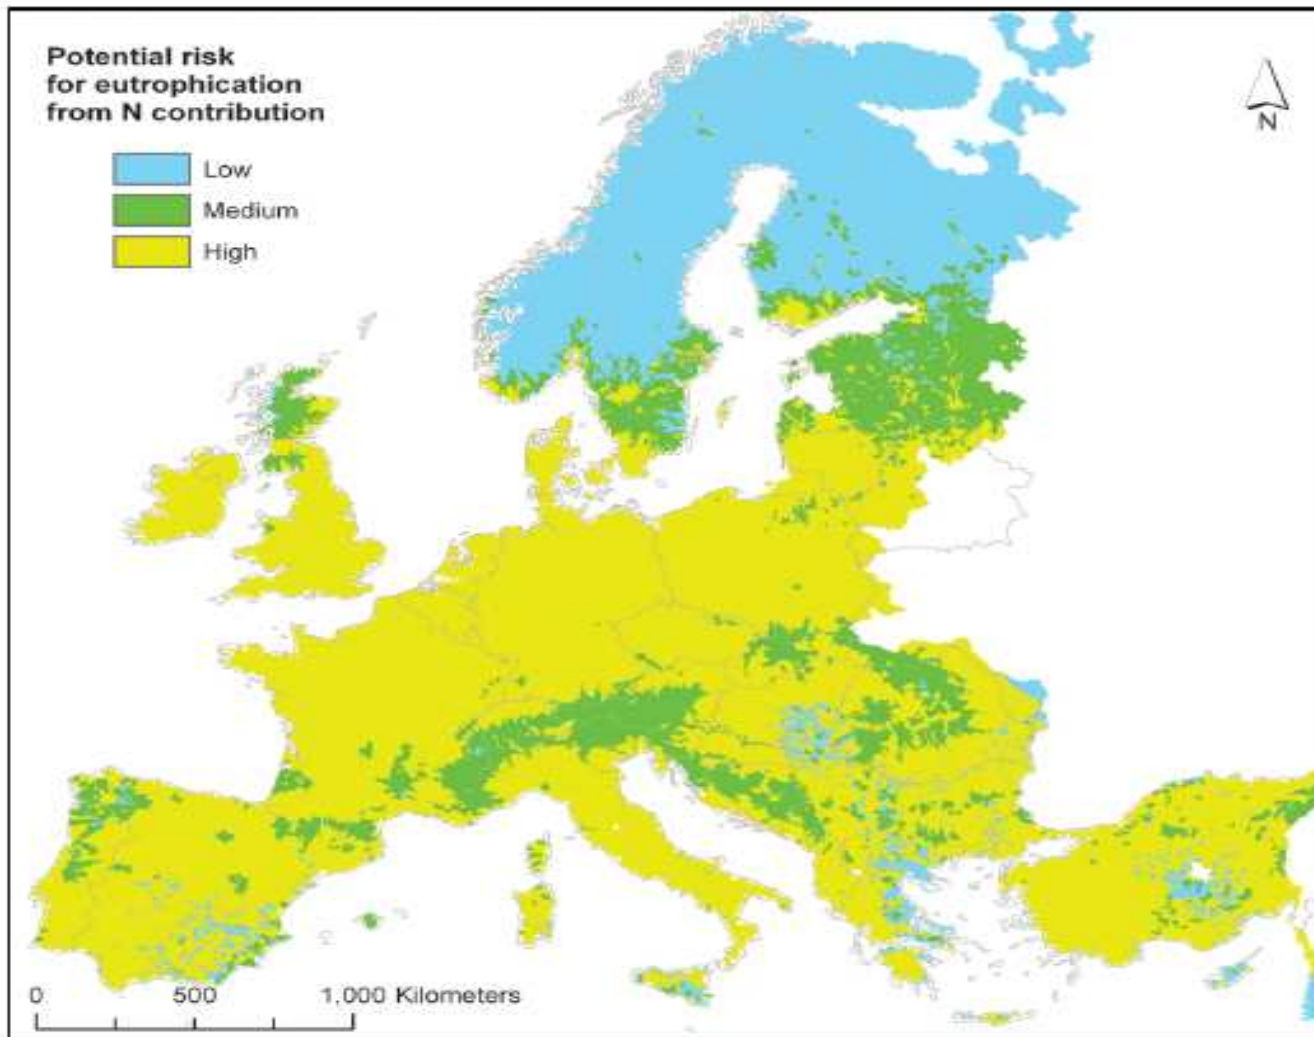 Potential risk
for eutrophication
from N contribution
Low
Medium
High
N
0 500 1,000 Kilometers